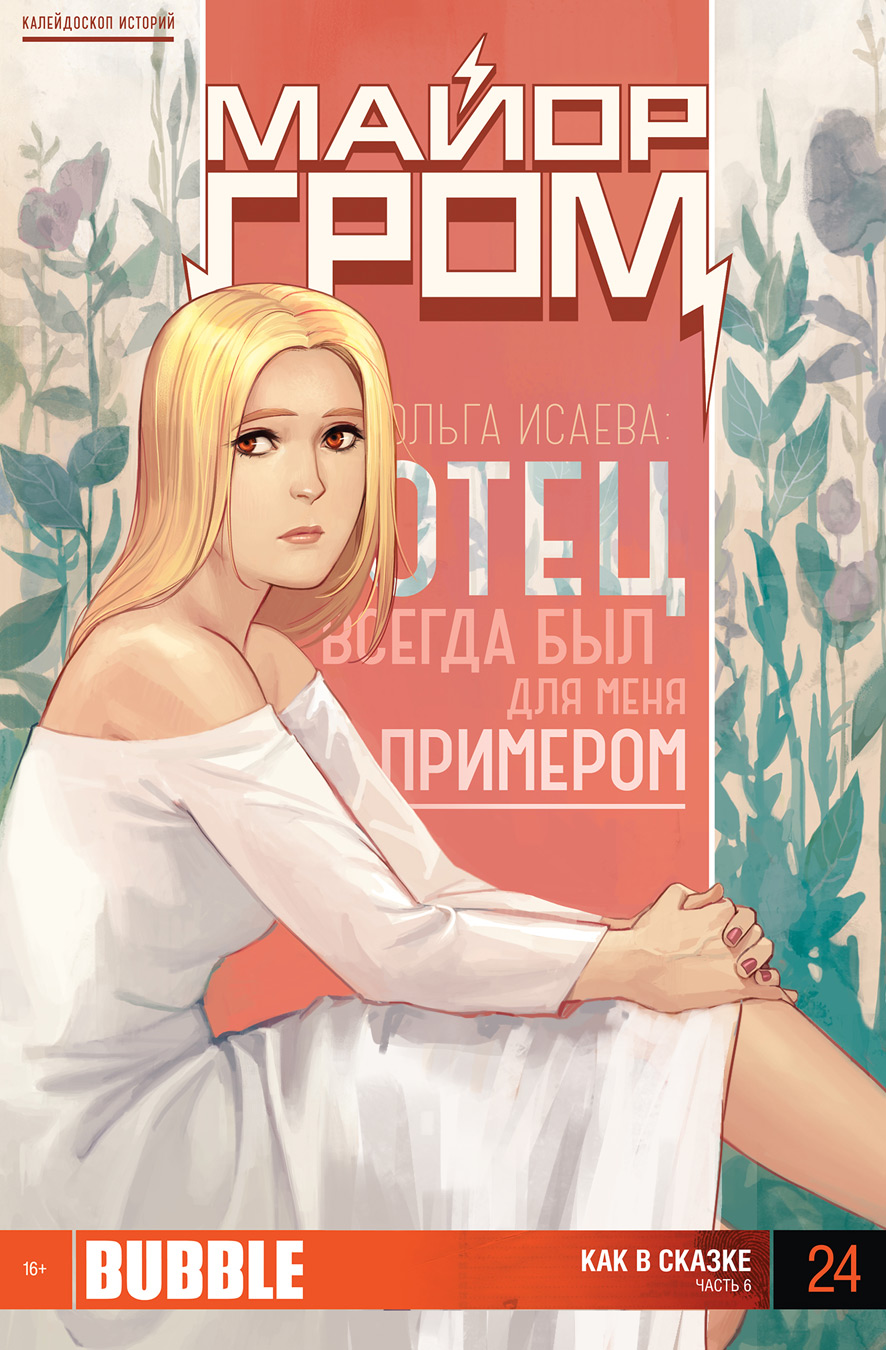 КАЛЕЙДОСКОП ИСТОРИЙ
МАЙОР
ГРОМ
ОЛЬГА ИСАЕВА:
ОТЕЦ
ВСЕГДА БЫЛ
ДЛЯ МЕНЯ
ПРИМЕРОМ
16+
BUBBLE
КАК В СКАЗКЕ
ЧАСТЬ 6
24